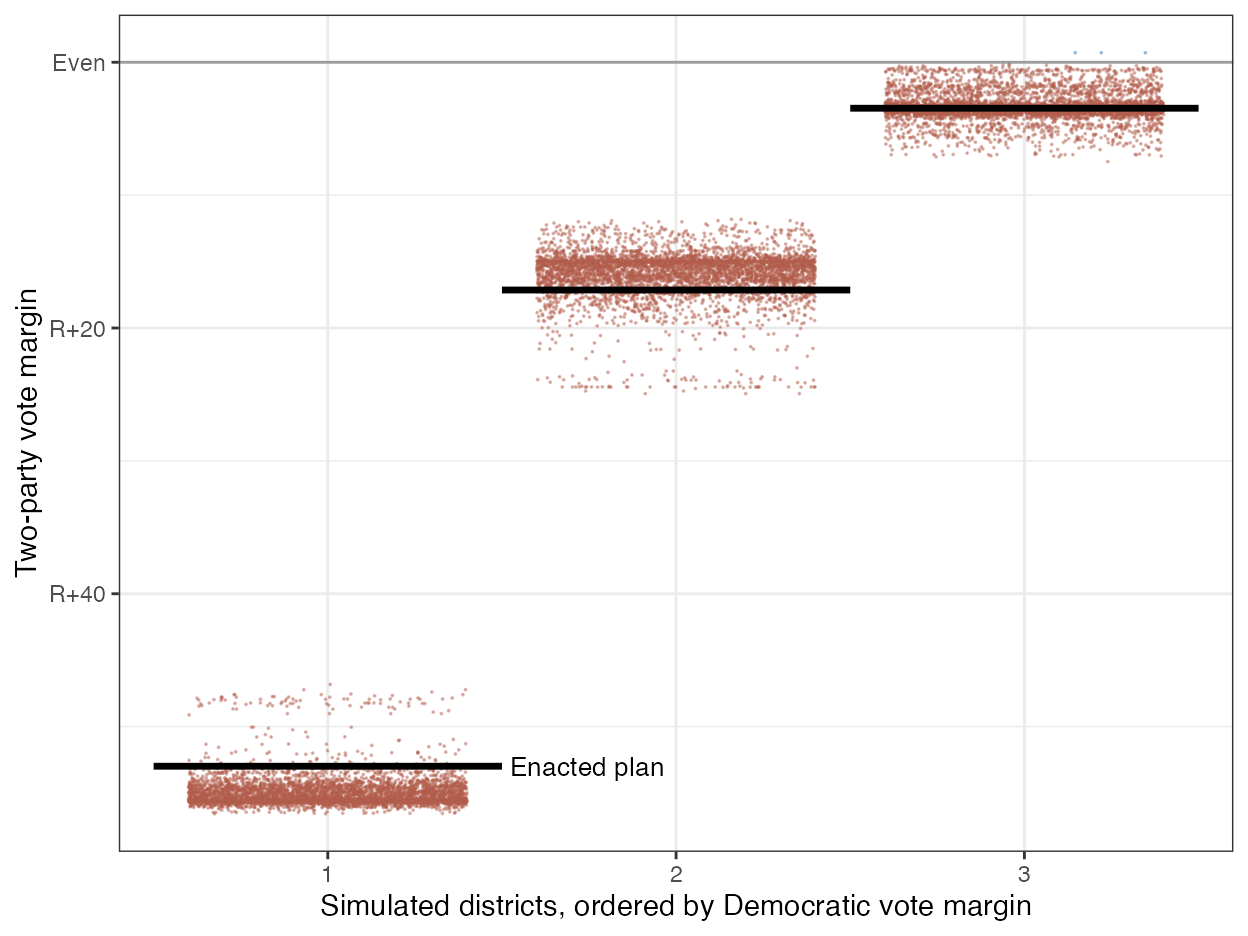 Even
R+20
R+40
Two-party vote margin
Enacted plan
1
2
3
Simulated districts, ordered by Democratic vote margin